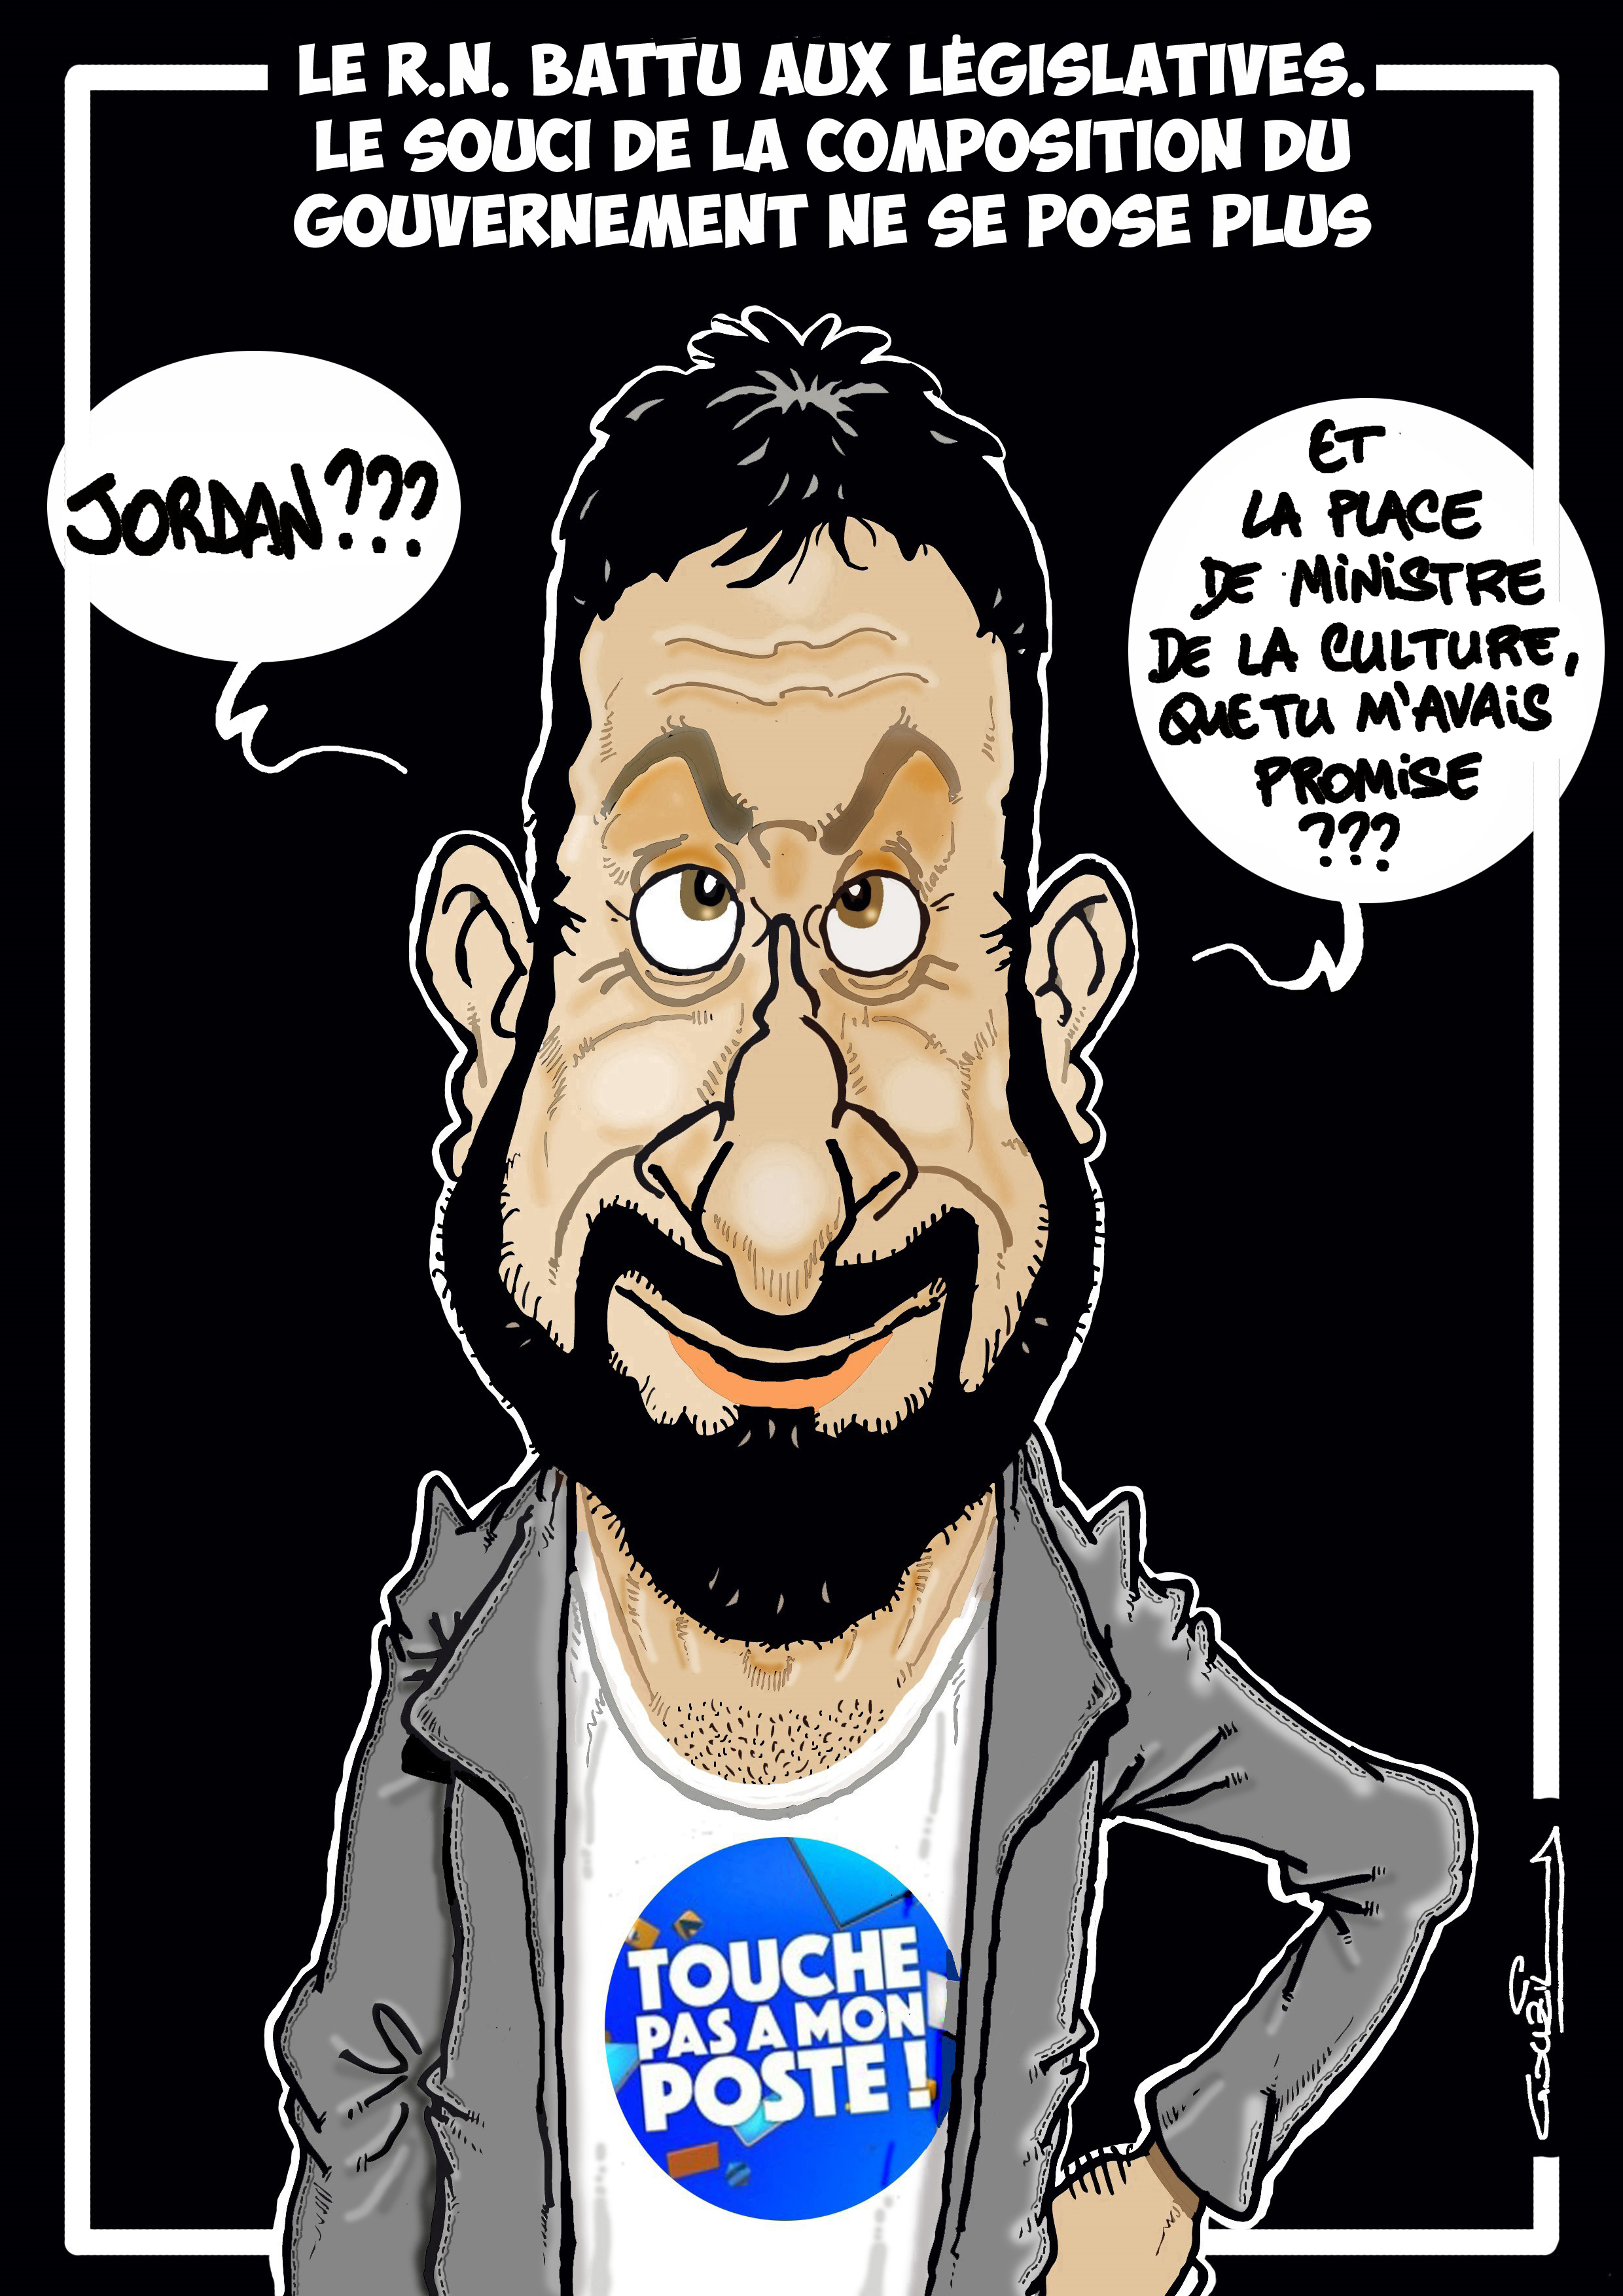 LE R.N. BATTU AUX LÉGISLATIVES.
LE SOUCI DE LA COMPOSITION DU
GOUVERNEMENT NE SE POSE PLUS
JORDAN???
ET
LA PLACE
DE MINISTRE
DE LA CULTURE,
QUE TU M'AVAIS
PROMISE
???
TOUCHE
PAS A MON
POSTE !